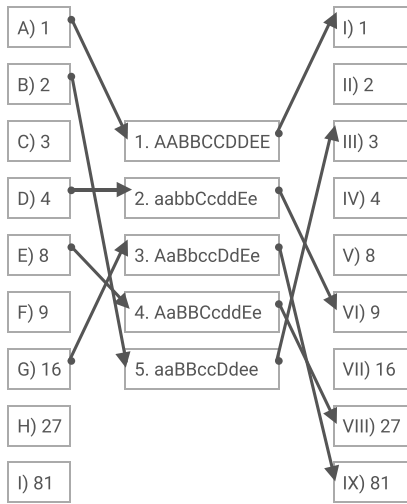 A) 1
B) 2
C) 3
D) 4
E) 8
F) 9
G) 16
H) 27
I) 81
1. AABBCCDDEE
2. aabbCcddEe
3. AaBbccDdEe
4. AaBBCcddEe
5. aaBBccDdee
I) 1
II) 2
III) 3
IV) 4
V) 8
VI) 9
VII) 16
VIII) 27
IX) 81